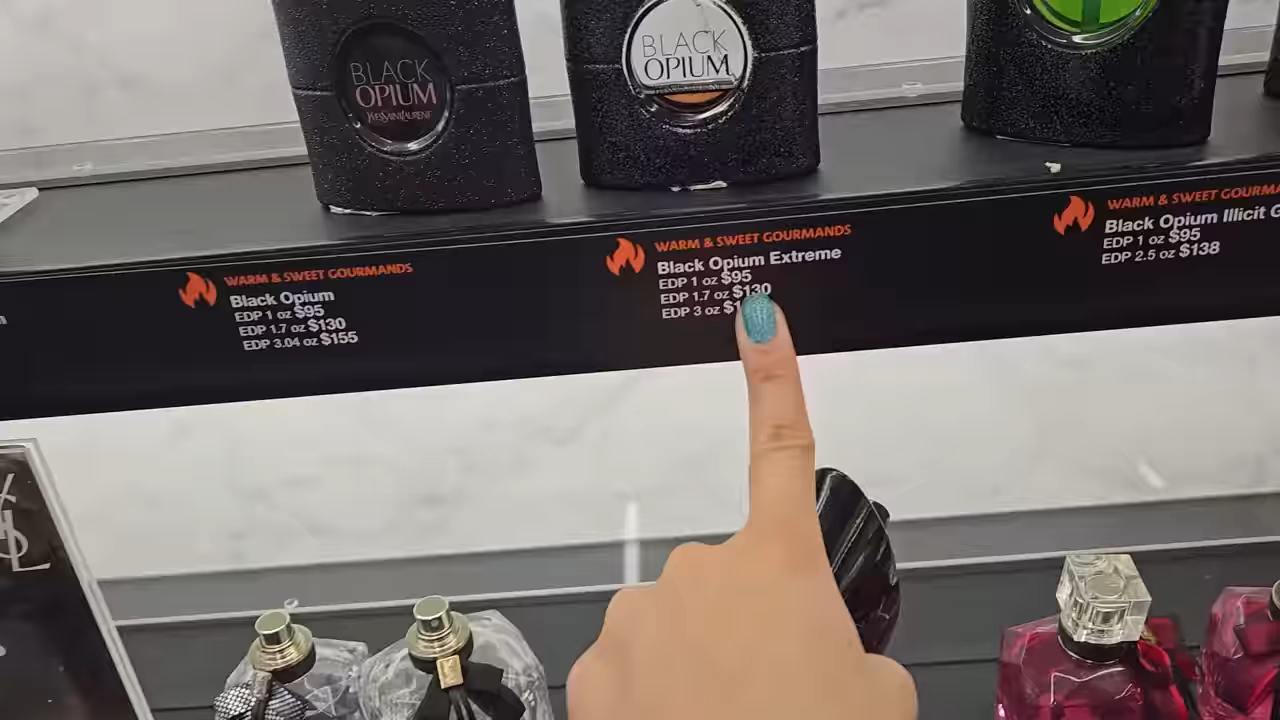 BLACK
OPIUM
YVESSAINTLAURENT
BLACK
OPIUM
WARM & SWEET GOURMANDS
Black Opium
EDP 1 oz $95
EDP 1.7 oz $130
EDP 3.04 oz $155
WARM & SWEET GOURMANDS
Black Opium Extreme
EDP 1 oz $95
EDP 1.7 oz $130
EDP 3 oz
WARM & SWEET
Black Opium Illicit
EDP 1 oz $95
EDP 2.5 oz $138
YSL